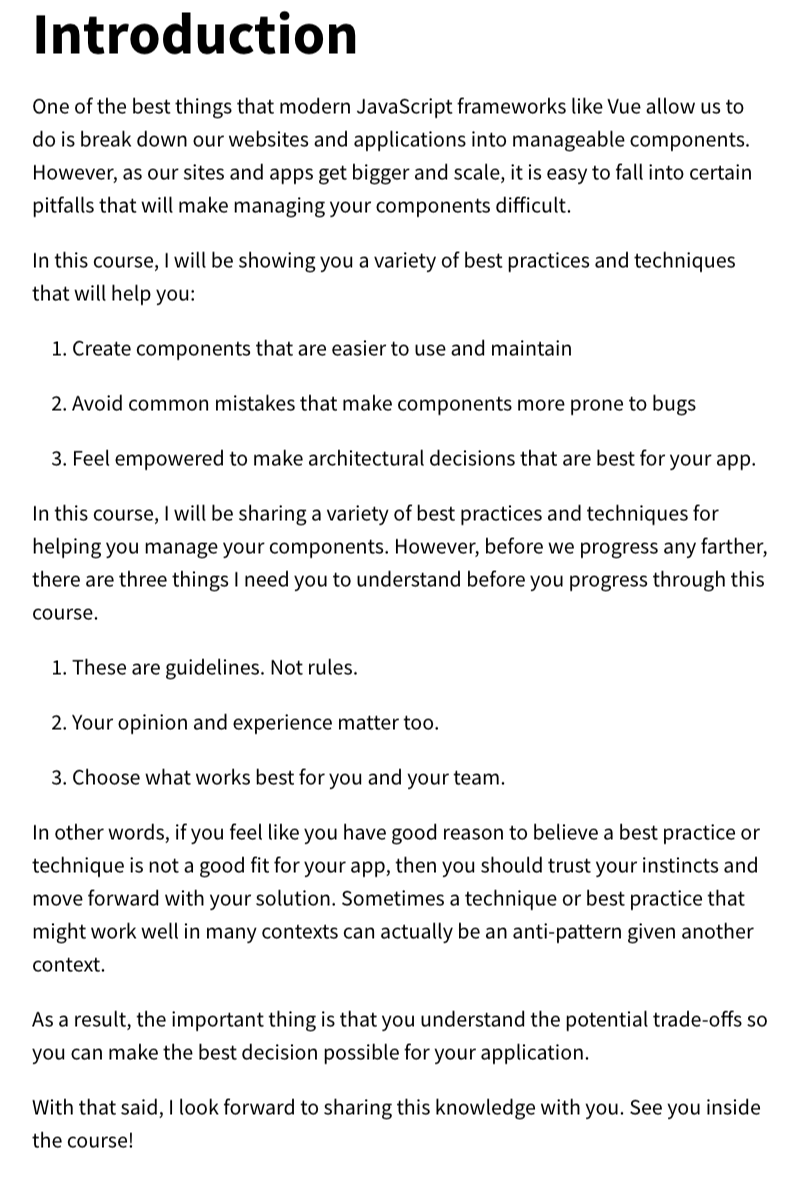 Introduction
One of the best things that modern JavaScript frameworks like Vue allow us to
do is break down our websites and applications into manageable components.
However, as our sites and apps get bigger and scale, it is easy to fall into certain
pitfalls that will make managing your components difficult.
In this course, I will be showing you a variety of best practices and techniques
that will help you:
1. Create components that are easier to use and maintain
2. Avoid common mistakes that make components more prone to bugs
3. Feel empowered to make architectural decisions that are best for your app.
In this course, I will be sharing a variety of best practices and techniques for
helping you manage your components. However, before we progress any farther,
there are three things I need you to understand before you progress through this
course.
1. These are guidelines. Not rules.
2. Your opinion and experience matter too.
3. Choose what works best for you and your team.
In other words, if you feel like you have good reason to believe a best practice or
technique is not a good fit for your app, then you should trust your instincts and
move forward with your solution. Sometimes a technique or best practice that
might work well in many contexts can actually be an anti-pattern given another
context.
As a result, the important thing is that you understand the potential trade-offs so
you can make the best decision possible for your application.
With that said, I look forward to sharing this knowledge with you. See you inside
the course!